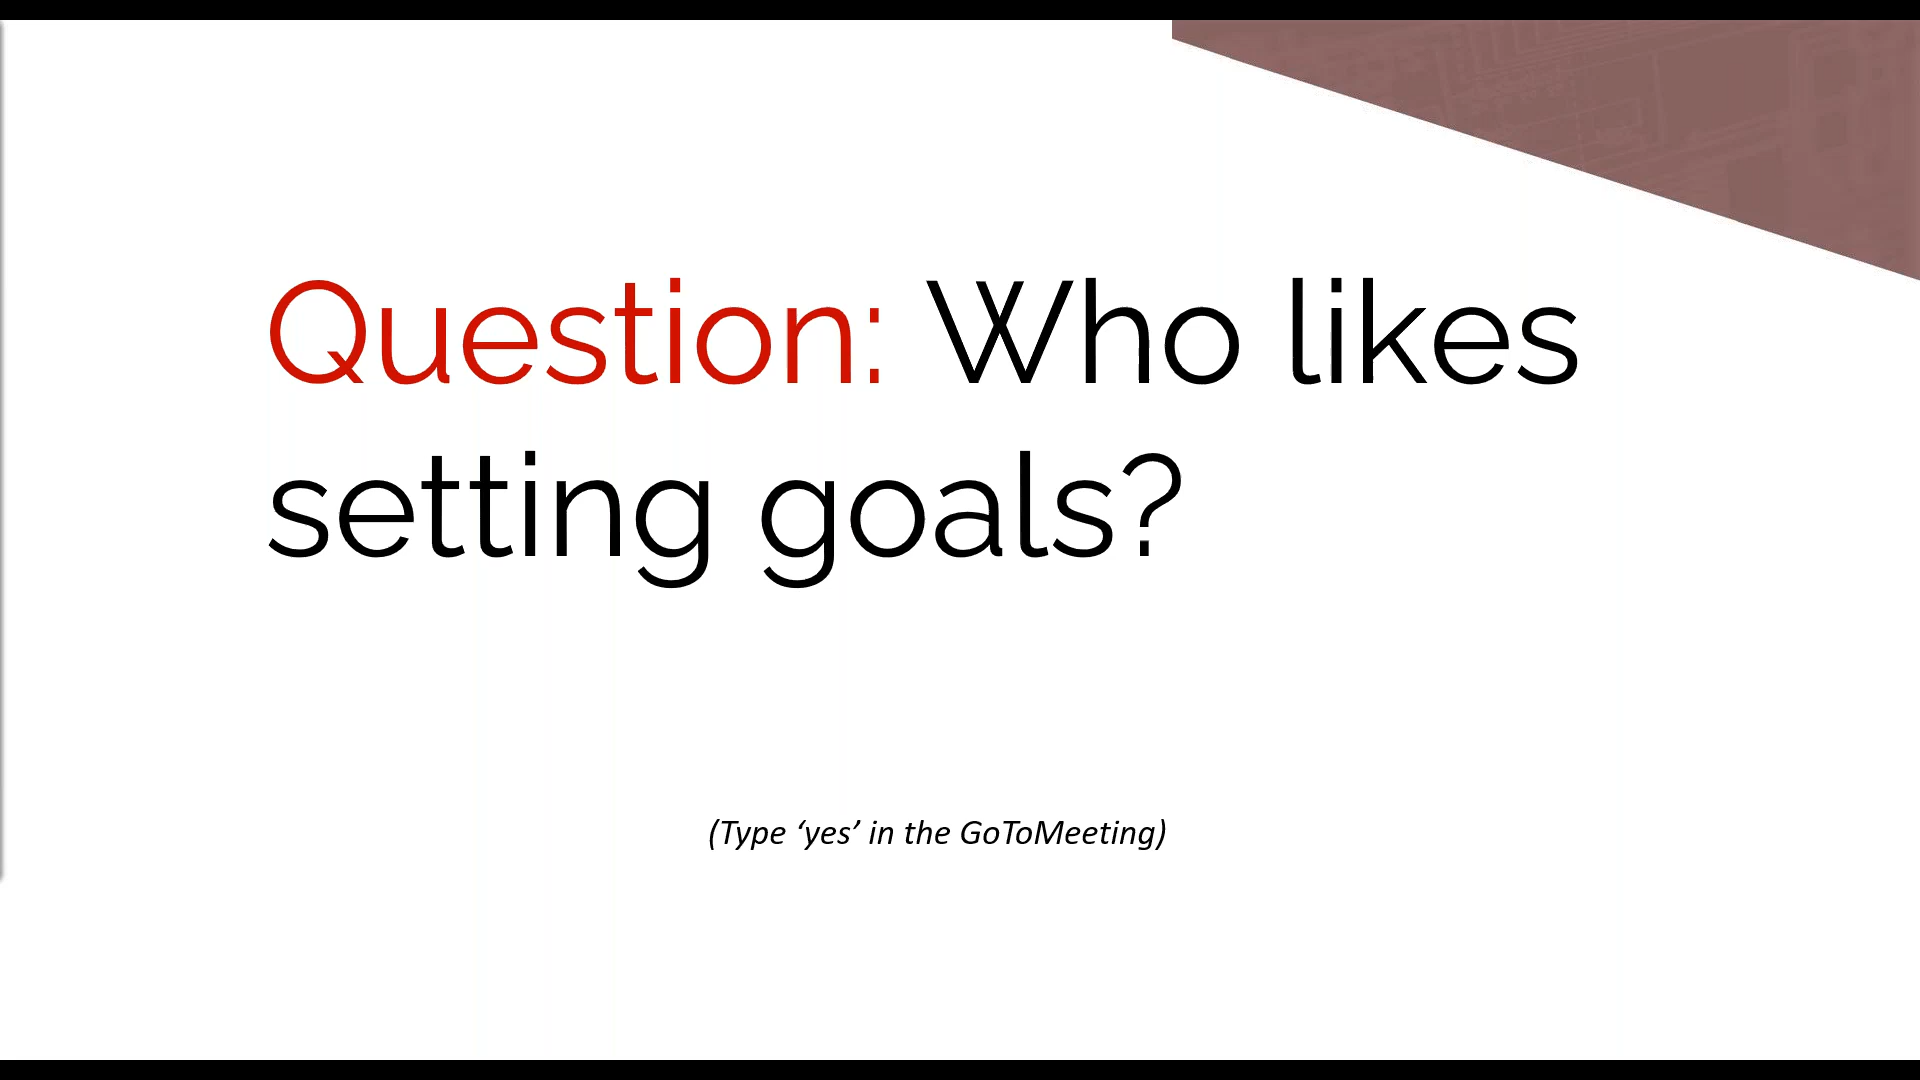 Question: Who likes
setting goals?
(Type ‘yes’ in the GoToMeeting)